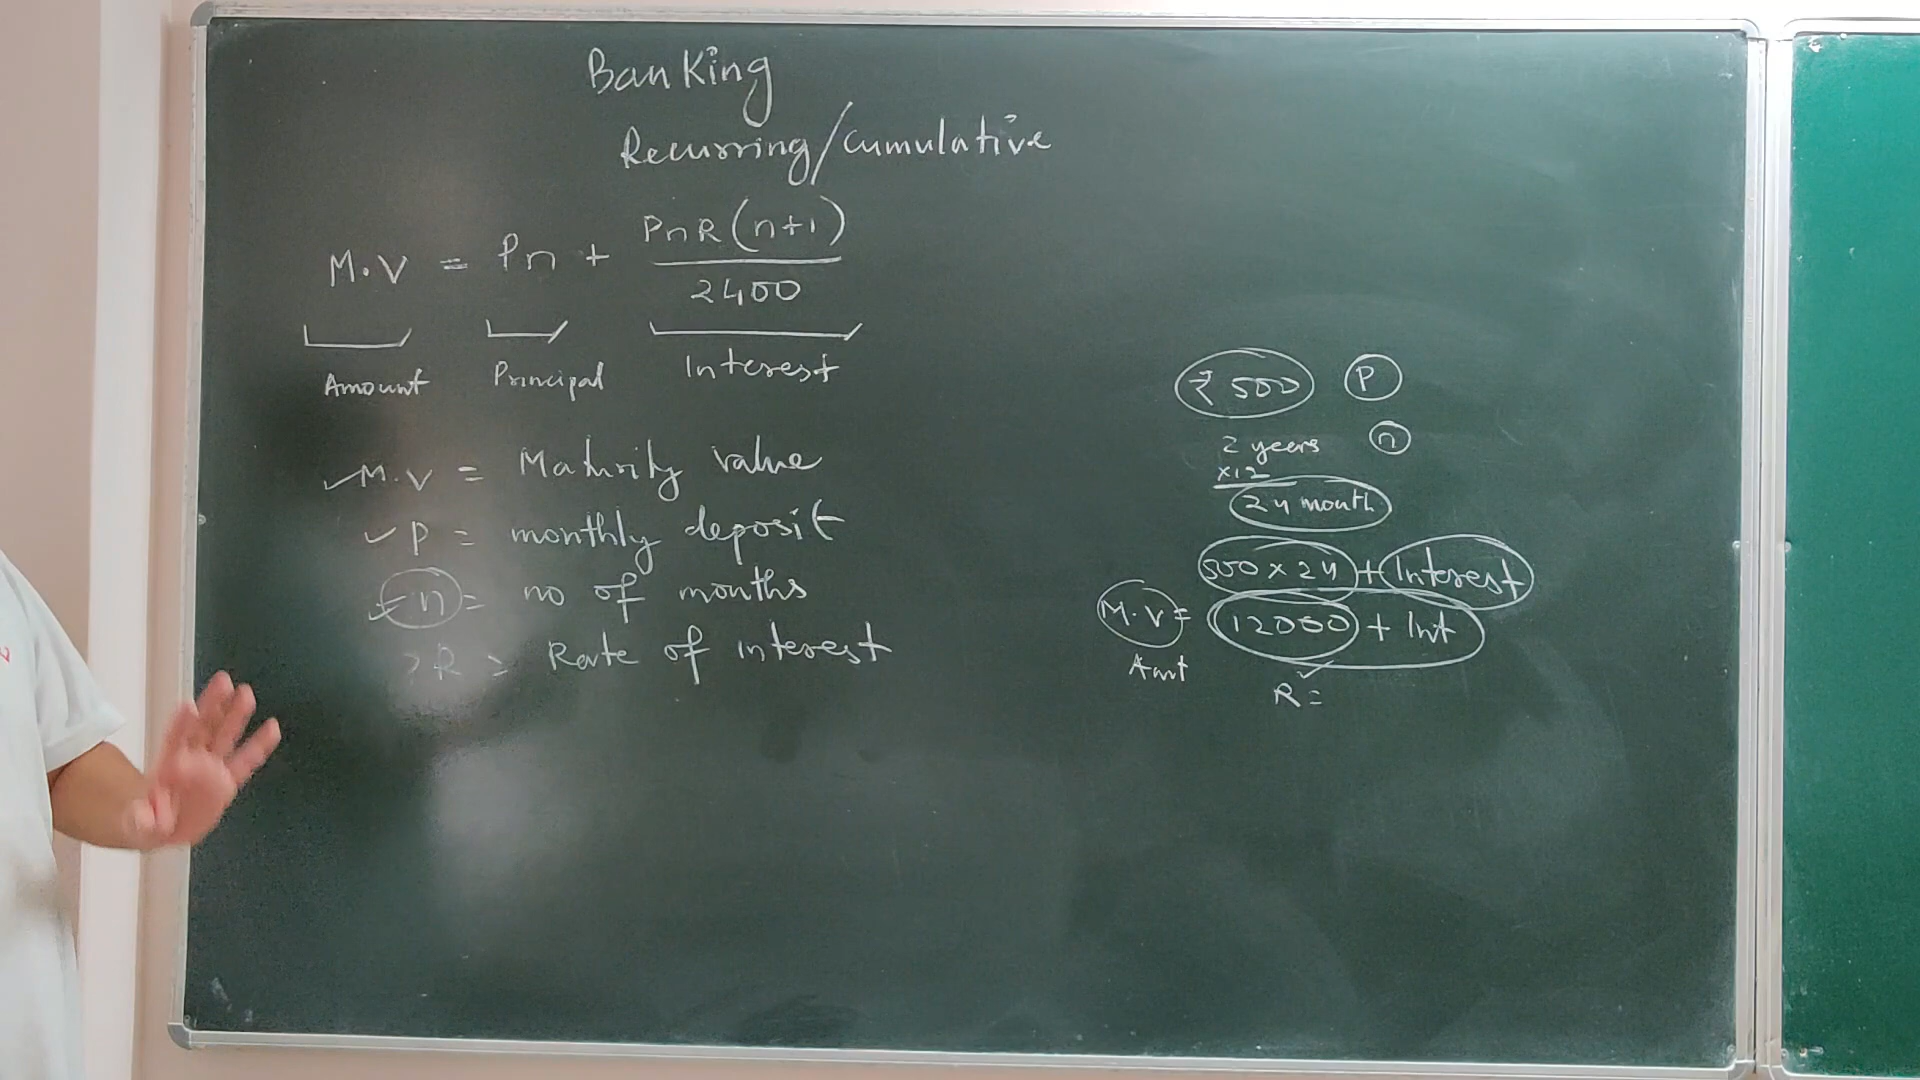 Banking
Recurring/Cumulative
M.V = Pn + PnR(n+1)
2400
Amount Principal Interest
M.V = Maturity value
P = monthly deposit
n = no of months
R = Rate of interest
₹ 500 P
2 years n
×12
24 month
500 × 24 + Interest
M.V = 12000 + Int
Amt
R =